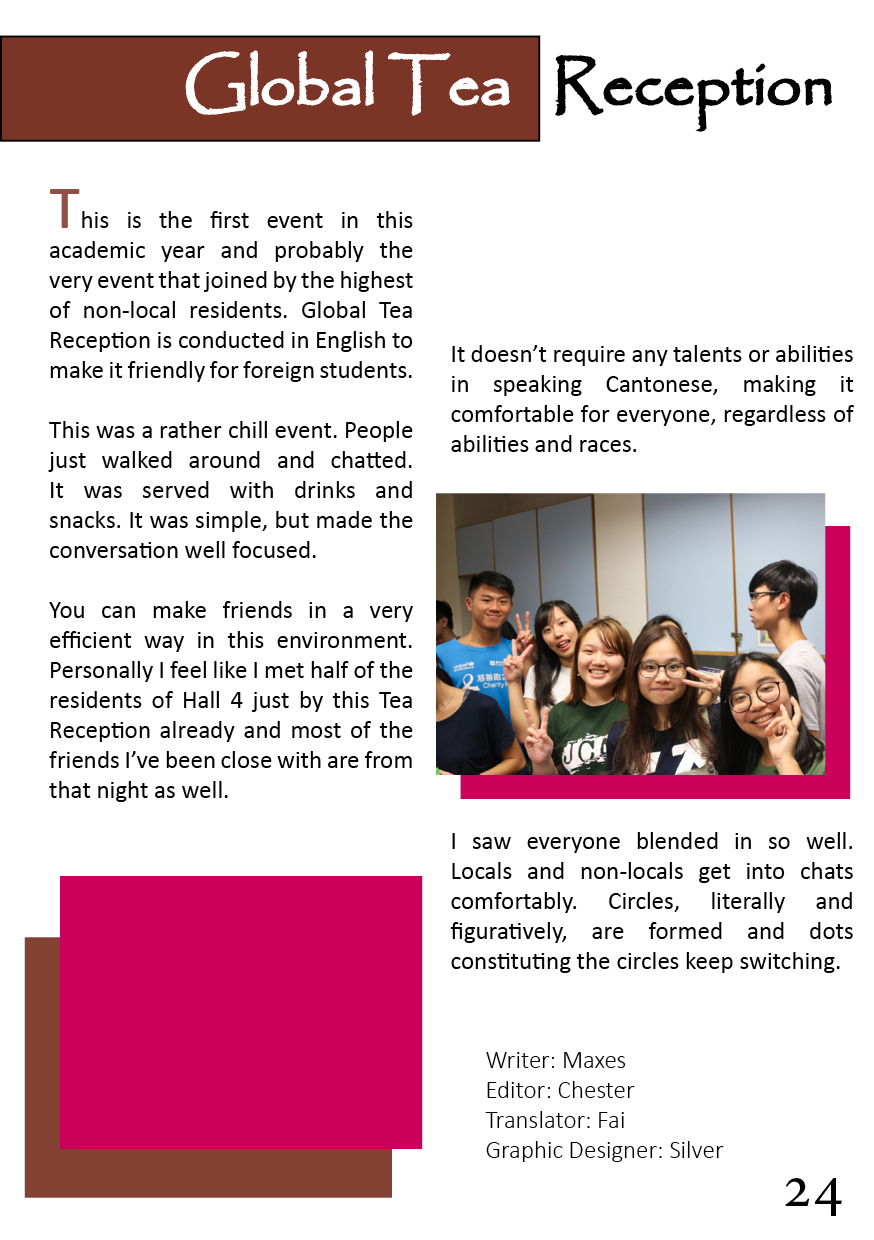 Global Tea Reception
This is the first event in this
academic year and probably the
very event that joined by the highest
of non-local residents. Global Tea
Reception is conducted in English to
make it friendly for foreign students.
This was a rather chill event. People
just walked around and chatted.
It was served with drinks and
snacks. It was simple, but made the
conversation well focused.
You can make friends in a very
efficient way in this environment.
Personally I feel like I met half of the
residents of Hall 4 just by this Tea
Reception already and most of the
friends I’ve been close with are from
that night as well.
It doesn’t require any talents or abilities
in speaking Cantonese, making it
comfortable for everyone, regardless of
abilities and races.
unicef
慈善跑
Charity
JCL
I saw everyone blended in so well.
Locals and non-locals get into chats
comfortably. Circles, literally and
figuratively, are formed and dots
constituting the circles keep switching.
Writer: Maxes
Editor: Chester
Translator: Fai
Graphic Designer: Silver
24